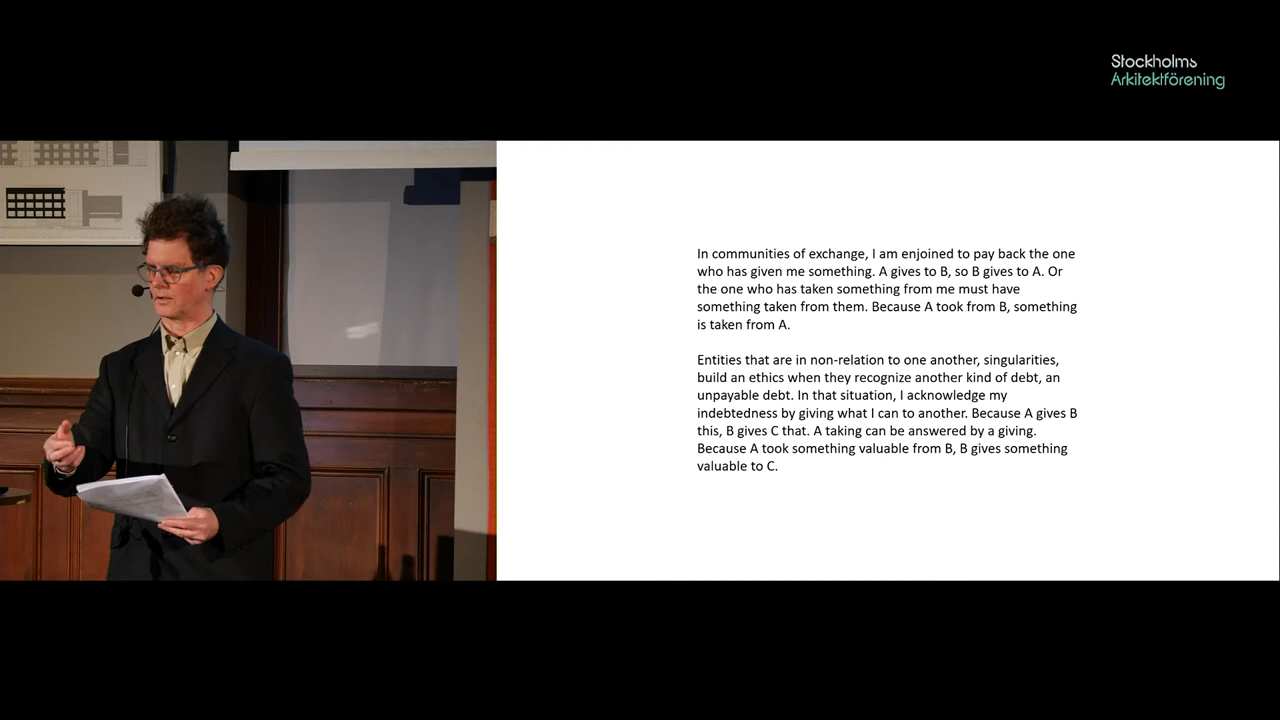 Stockholms
Arkitektförening
In communities of exchange, I am enjoined to pay back the one
who has given me something. A gives to B, so B gives to A. Or
the one who has taken something from me must have
something taken from them. Because A took from B, something
is taken from A.
Entities that are in non-relation to one another, singularities,
build an ethics when they recognize another kind of debt, an
unpayable debt. In that situation, I acknowledge my
indebtedness by giving what I can to another. Because A gives B
this, B gives C that. A taking can be answered by a giving.
Because A took something valuable from B, B gives something
valuable to C.